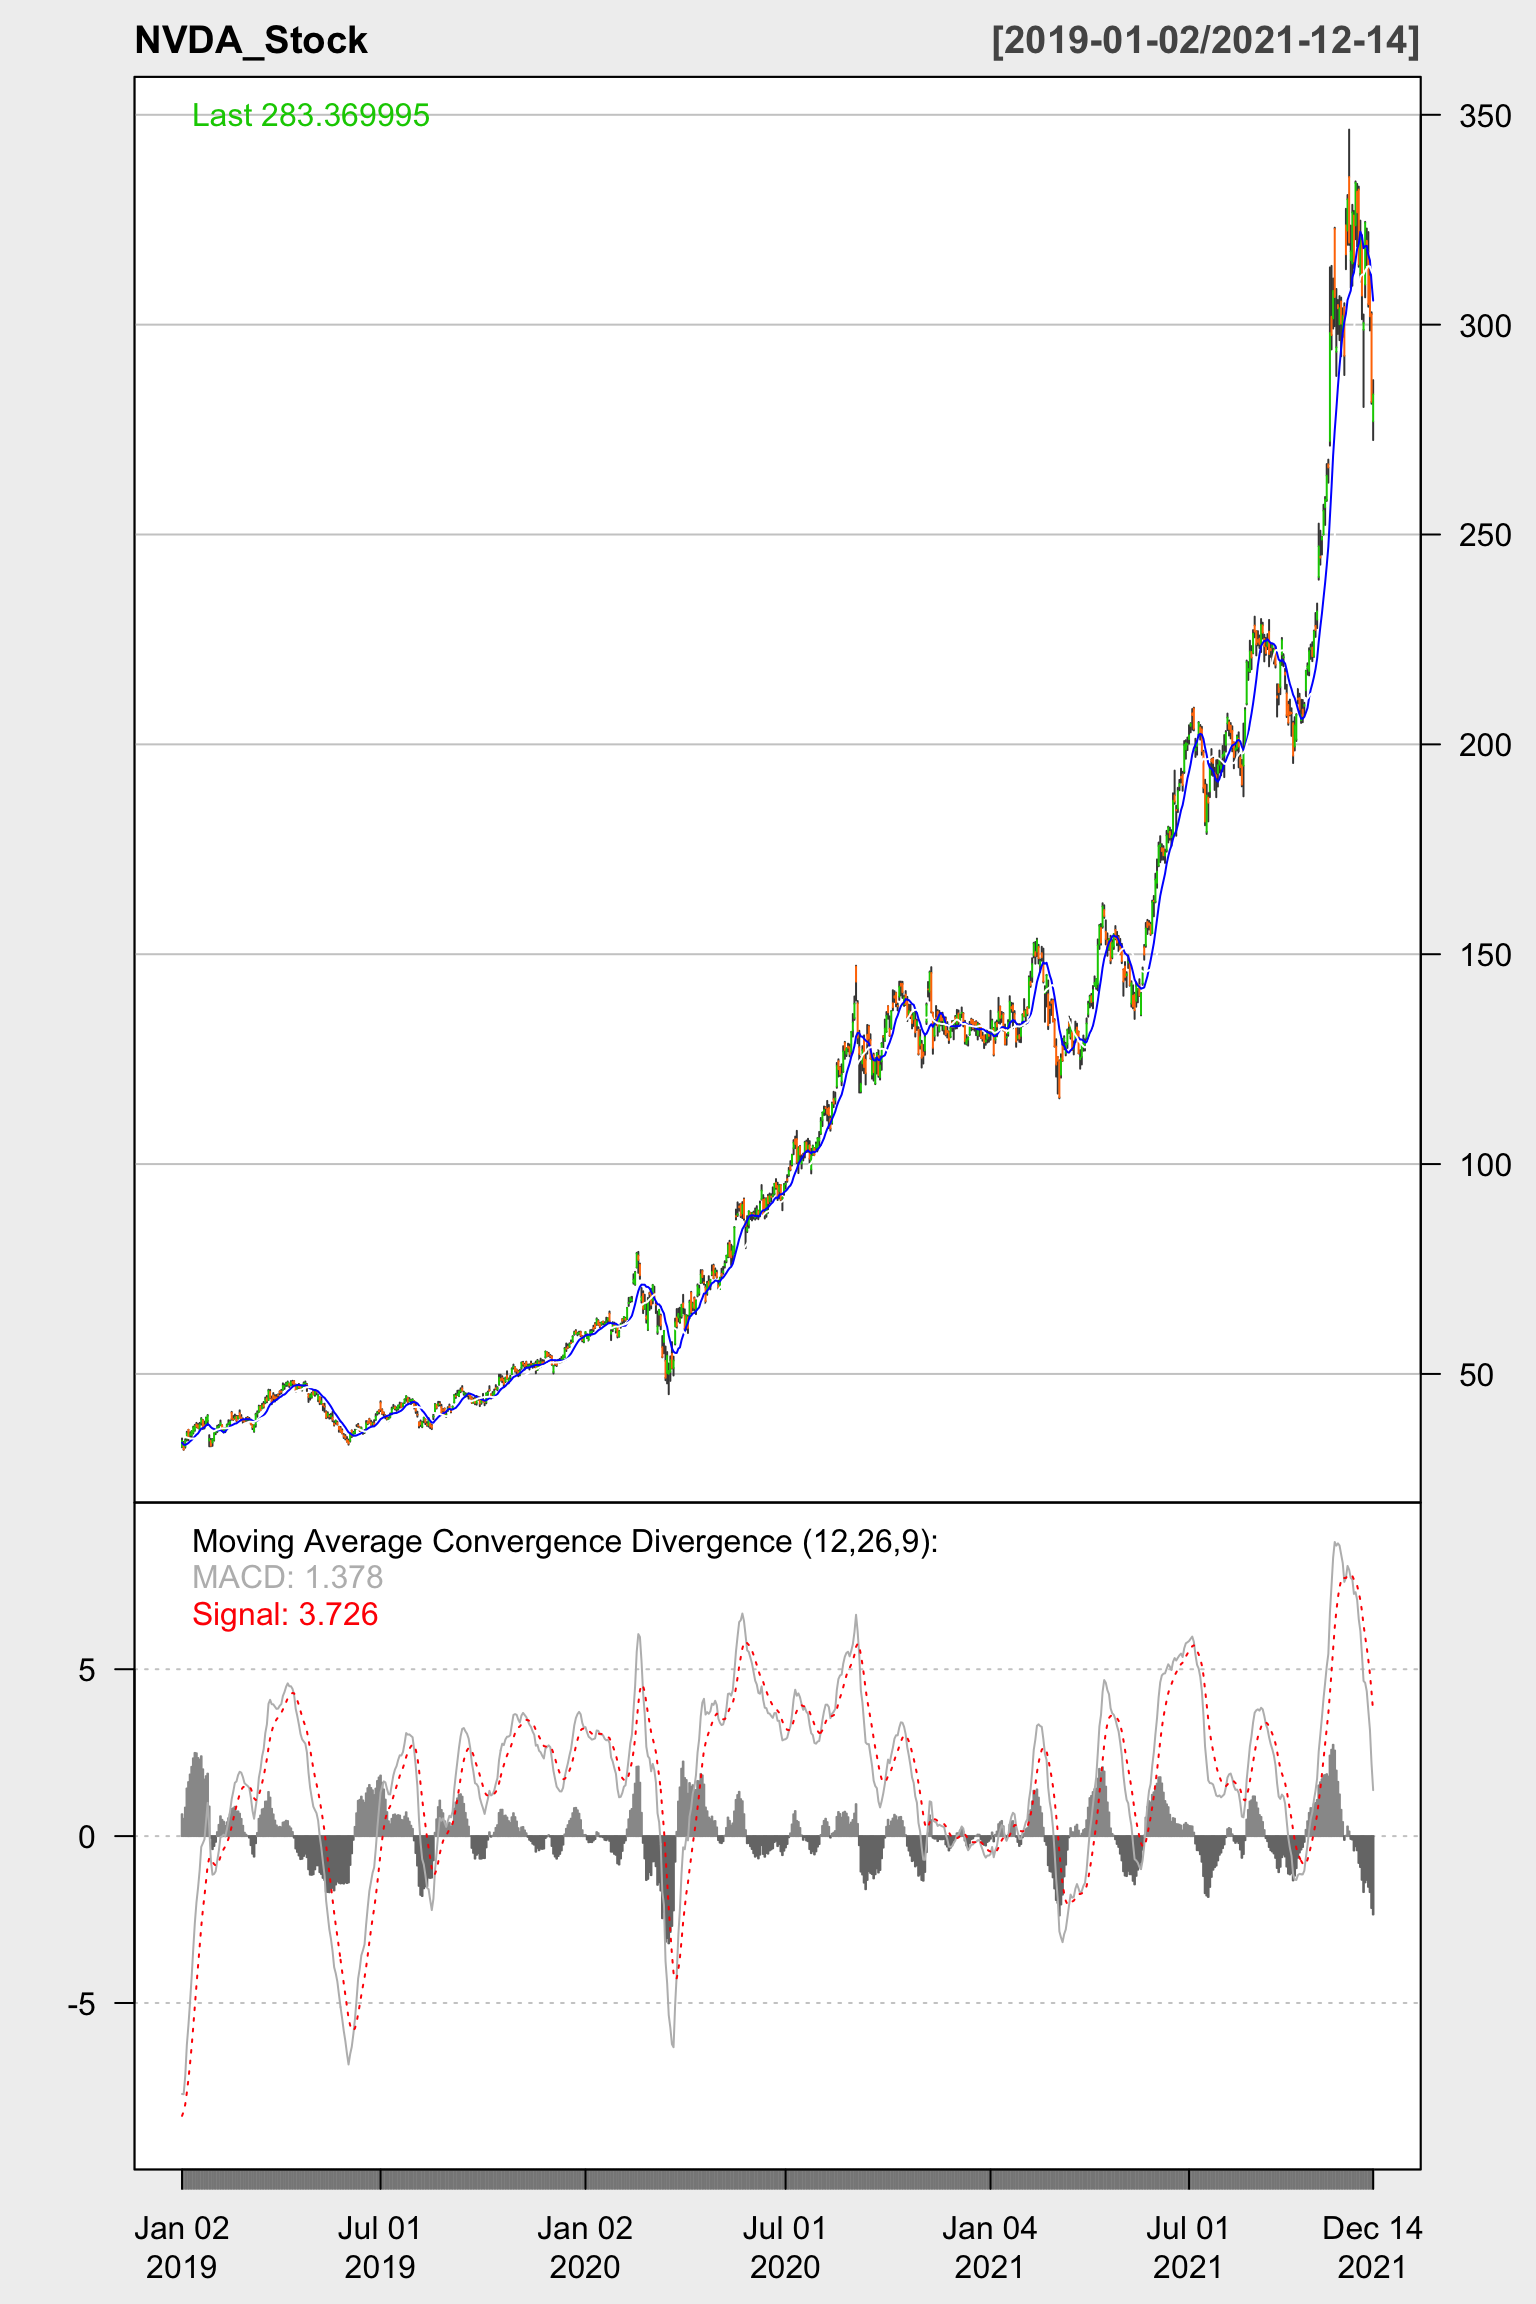 NVDA_Stock [2019-01-02/2021-12-14]
Last 283.369995
350
300
250
200
150
100
50
Moving Average Convergence Divergence (12,26,9):
MACD: 1.378
Signal: 3.726
5
0
-5
Jan 02 Jul 01 Jan 02 Jul 01 Jan 04 Jul 01 Dec 14
2019 2019 2020 2020 2021 2021 2021